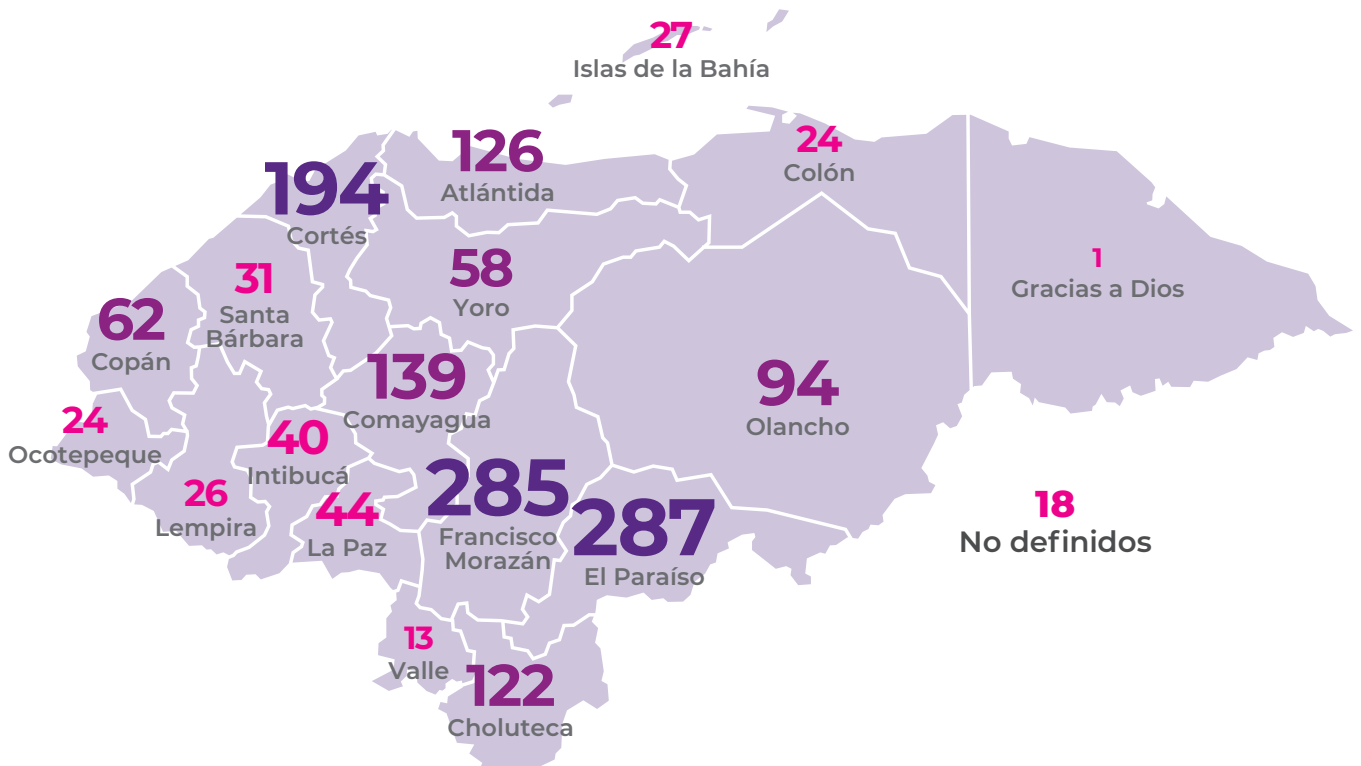 27
Islas de la Bahía
126
Atlántida
24
Colón
194
Cortés
58
Yoro
1
Gracias a Dios
31
Santa
Bárbara
62
Copán
139
Comayagua
94
Olancho
24
Ocotepeque
40
Intibucá
26
Lempira
44
La Paz
285
Francisco
Morazán
287
El Paraíso
18
No definidos
13
Valle
122
Choluteca